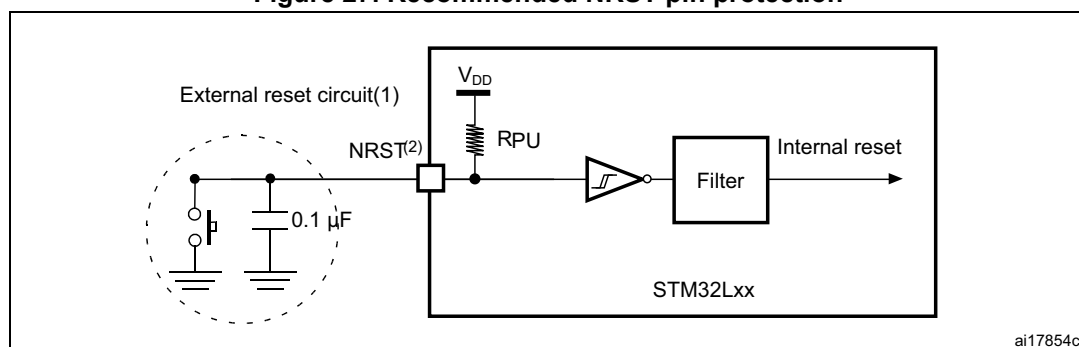 Figure 27. Recommended NRST pin protection
VDD
External reset circuit(1)
NRST(2)
RPU
Internal reset
Filter
0.1 μF
STM32Lxx
ai17854c